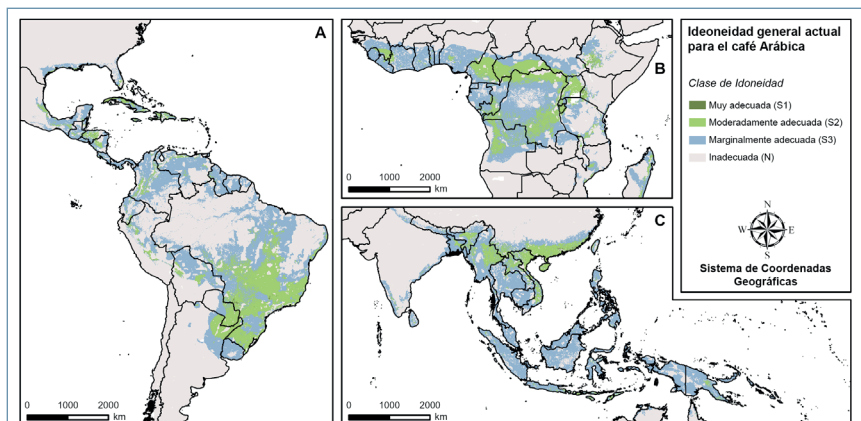 A
B
C
Ideoneidad general actual
para el café Arábica
Clase de Idoneidad
Muy adecuada (S1)
Moderadamente adecuada (S2)
Marginalmente adecuada (S3)
Inadecuada (N)
N
W E
S
Sistema de Coordenadas
Geográficas
0 1000 2000
km
0 1000 2000
km
0 1000 2000
km